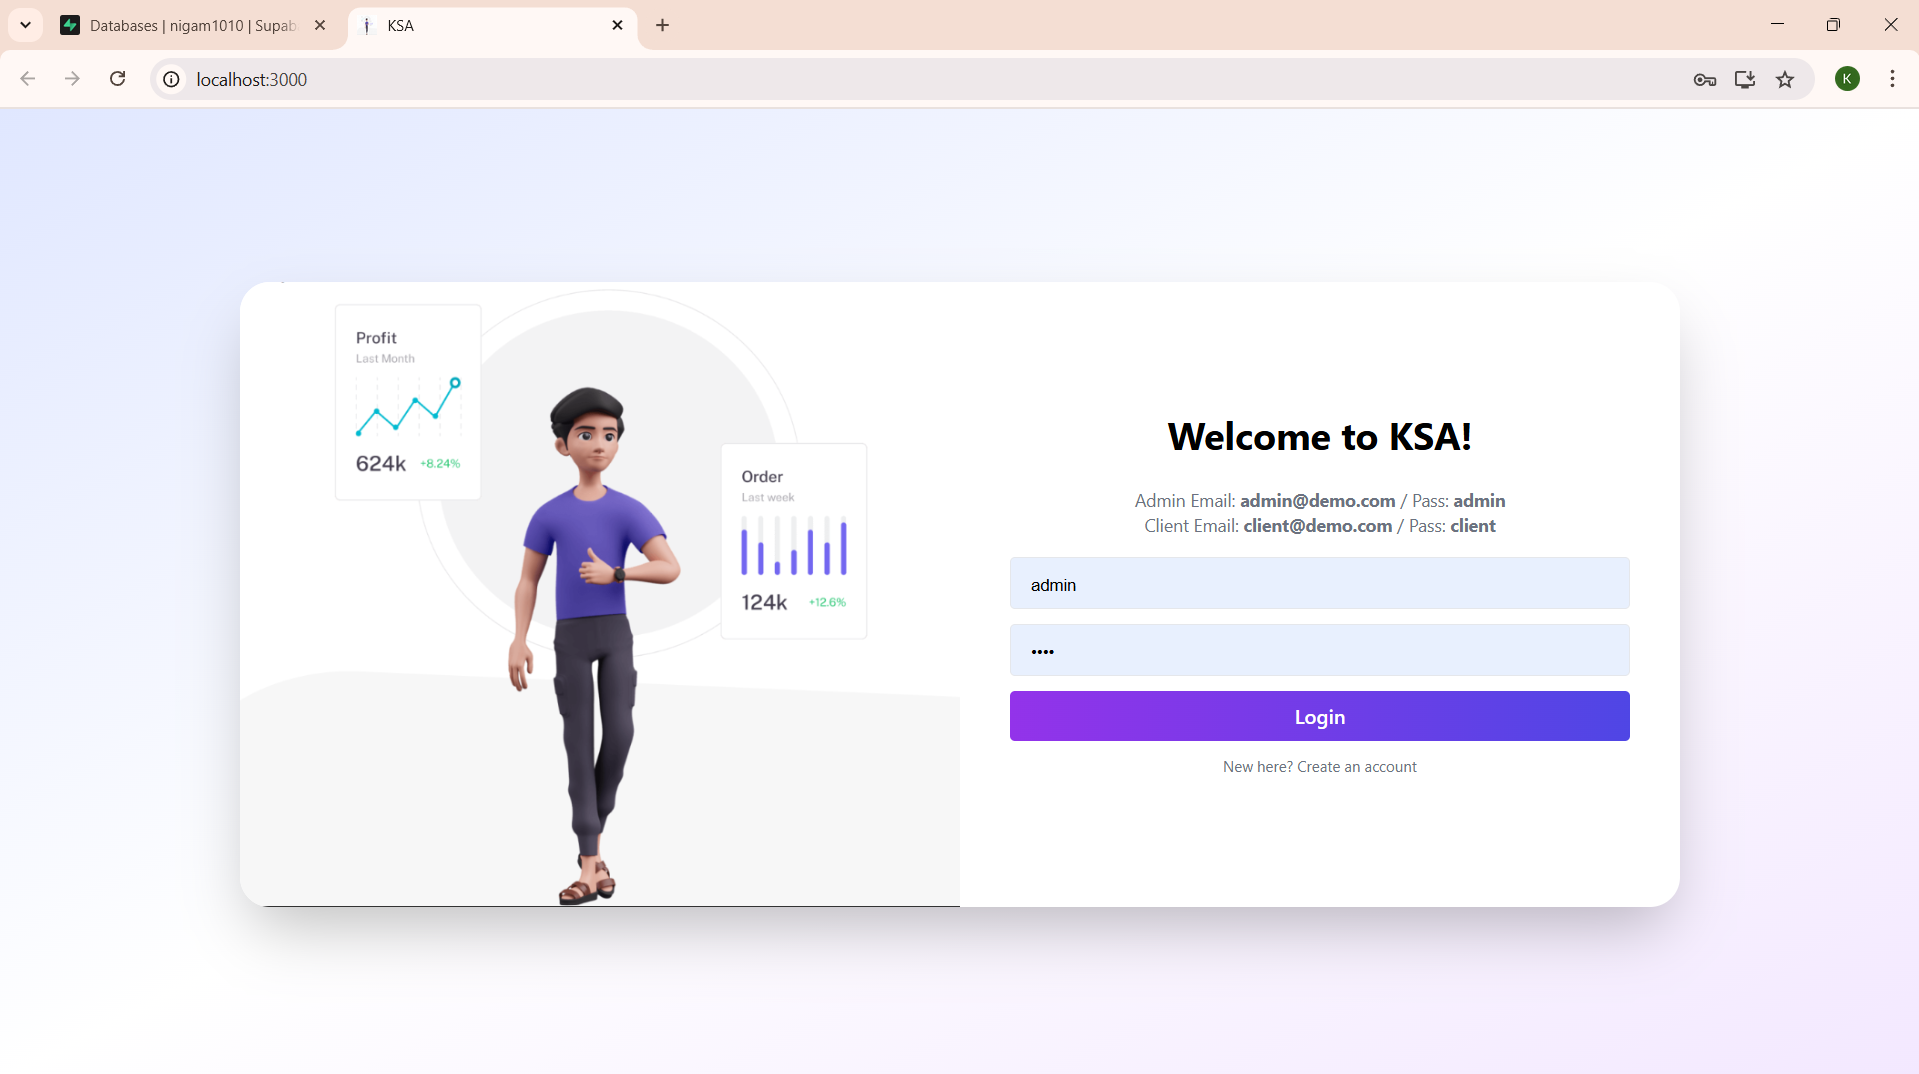 Databases | nigam1010 | Supab
KSA
localhost:3000
K
Profit
Last Month
624k +8.24%
Order
Last week
124k +12.6%
Welcome to KSA!
Admin Email: admin@demo.com / Pass: admin
Client Email: client@demo.com / Pass: client
admin
••••
Login
New here? Create an account